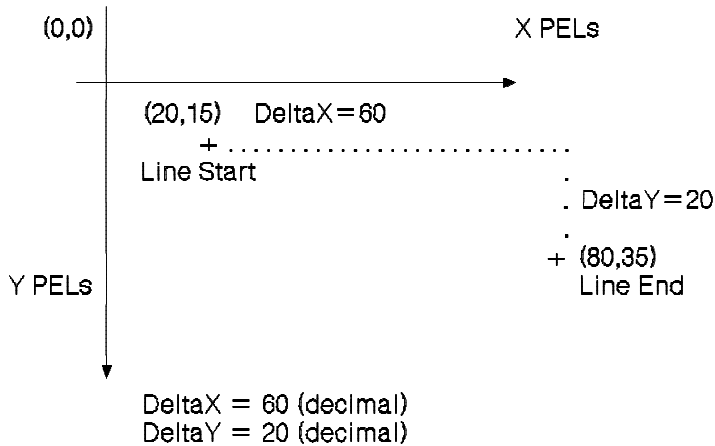 (0,0)
X PELs
(20,15) DeltaX=60
+
Line Start
DeltaY=20
+ (80,35)
Line End
Y PELs
DeltaX = 60 (decimal)
DeltaY = 20 (decimal)